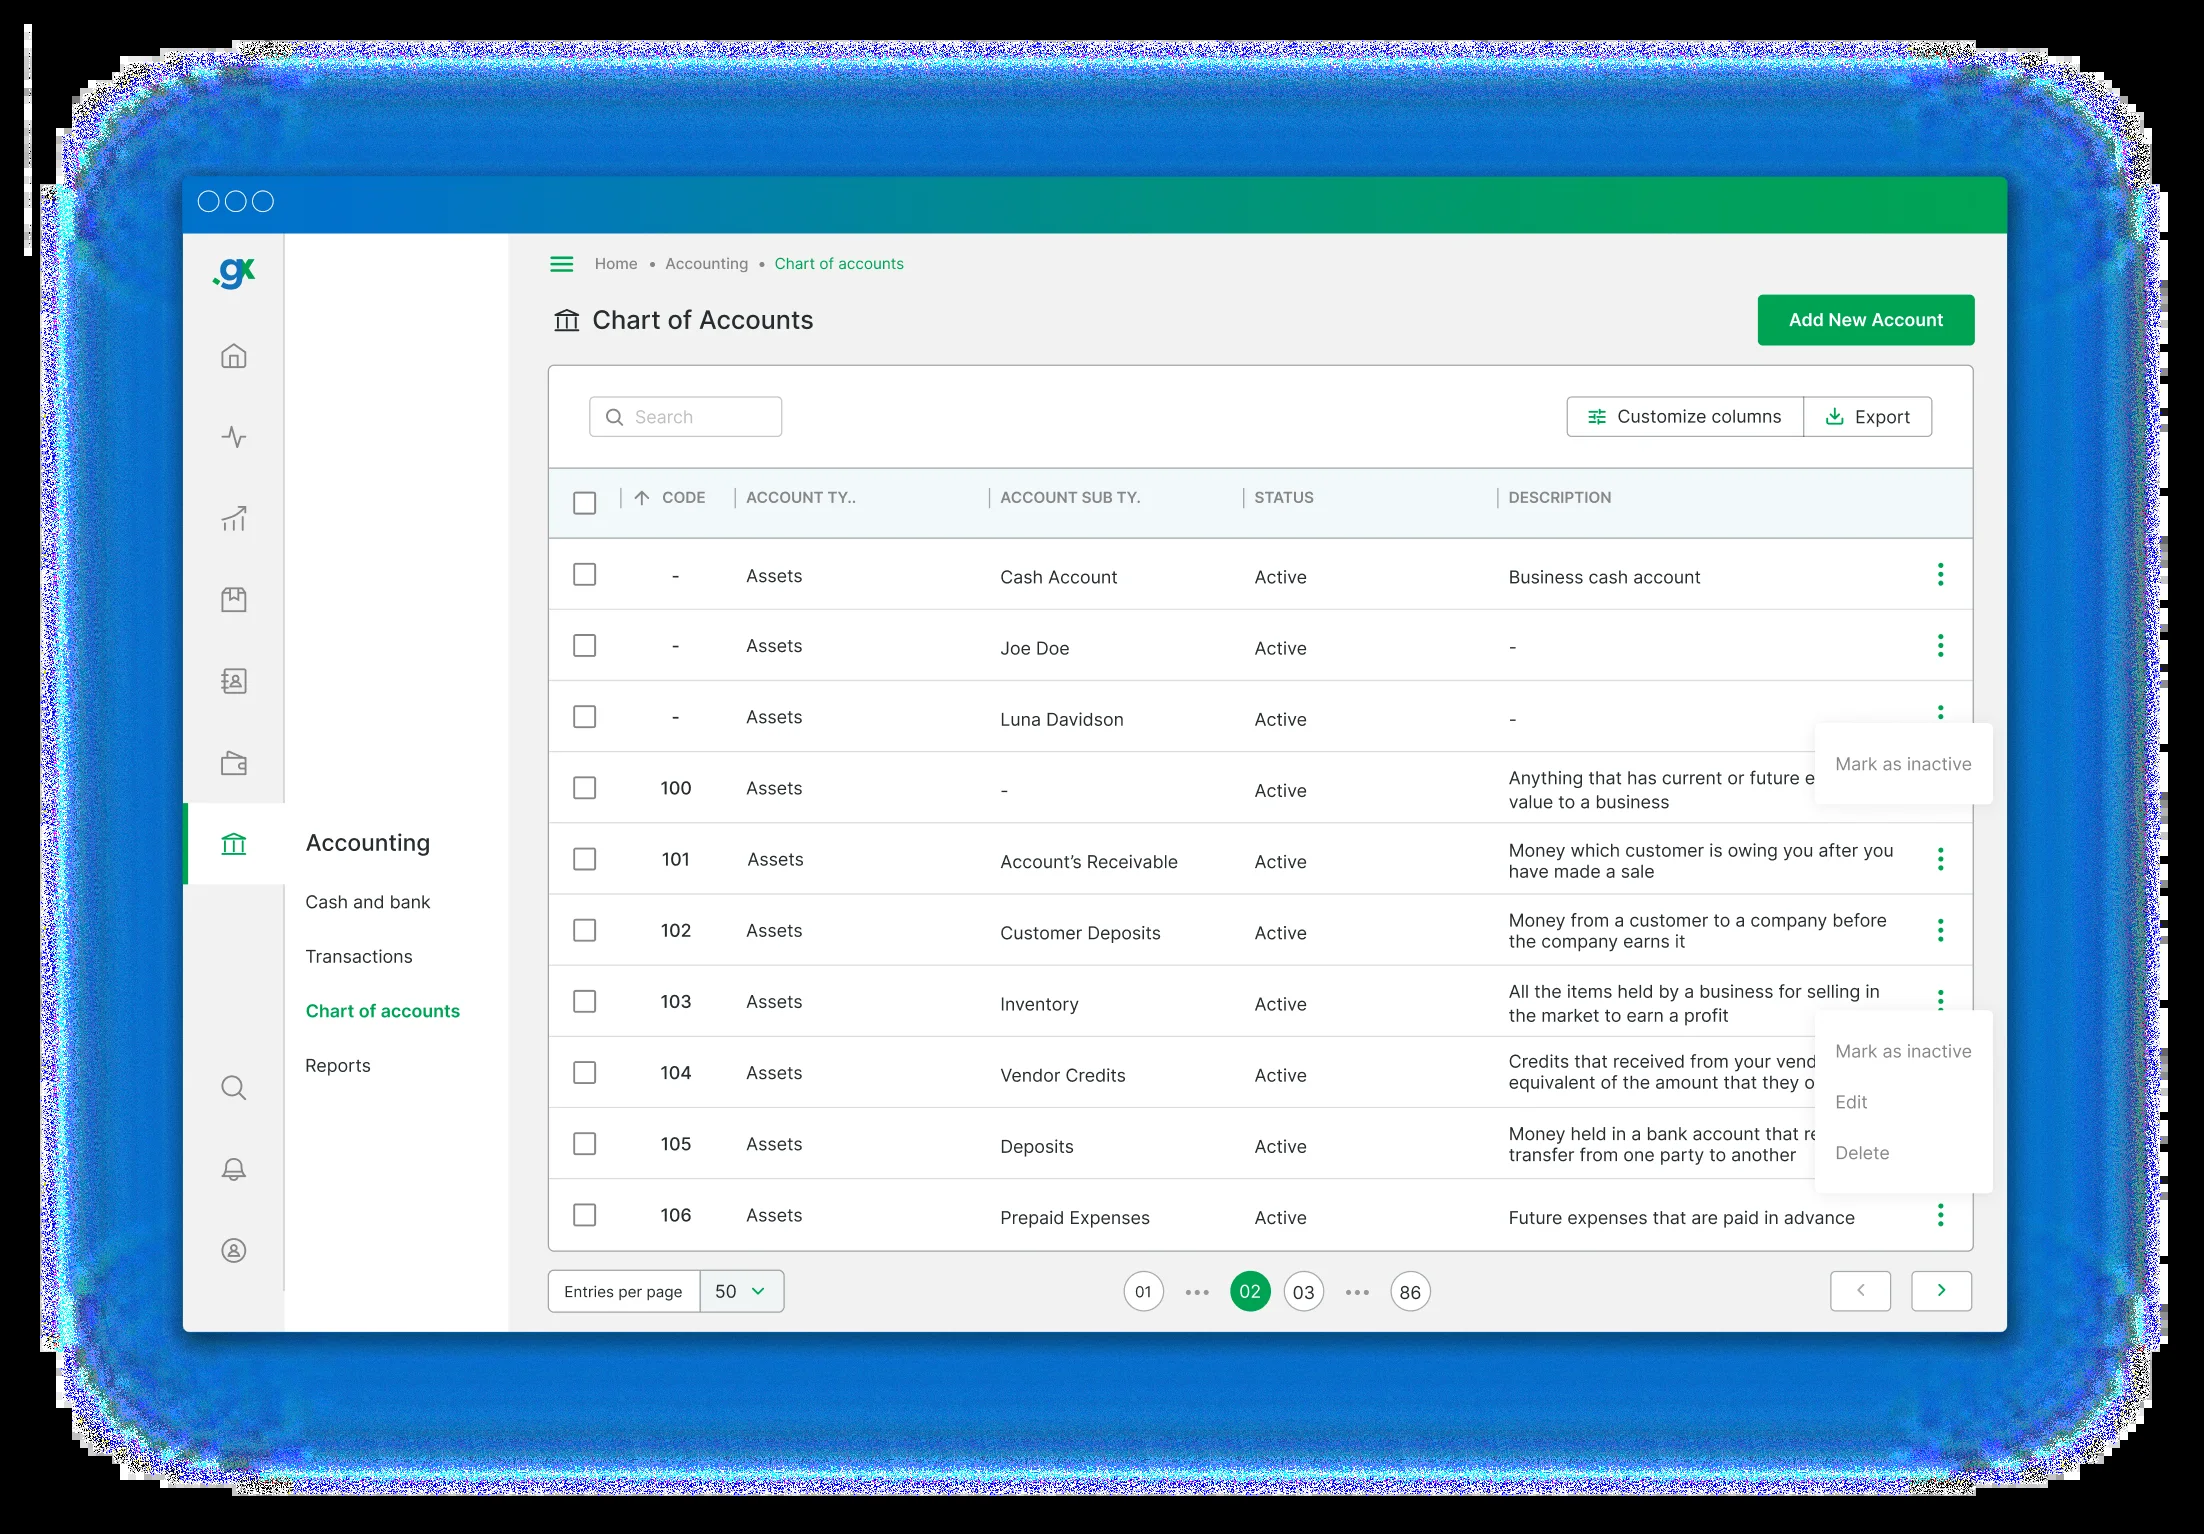 .gx
Home • Accounting • Chart of accounts
Chart of Accounts
Add New Account
Search
Customize columns
Export
CODE ACCOUNT TY.. ACCOUNT SUB TY. STATUS DESCRIPTION
- Assets Cash Account Active Business cash account
- Assets Joe Doe Active -
- Assets Luna Davidson Active -
Mark as inactive
100 Assets - Active Anything that has current or future
value to a business
101 Assets Account’s Receivable Active Money which customer is owing you after you
have made a sale
102 Assets Customer Deposits Active Money from a customer to a company before
the company earns it
103 Assets Inventory Active All the items held by a business for selling in
the market to earn a profit
Mark as inactive
Edit
Delete
104 Assets Vendor Credits Active Credits that received from your
equivalent of the amount that they
105 Assets Deposits Active Money held in a bank account that
transfer from one party to another
106 Assets Prepaid Expenses Active Future expenses that are paid in advance
Accounting
Cash and bank
Transactions
Chart of accounts
Reports
Entries per page 50
01 ••• 02 03 ••• 86